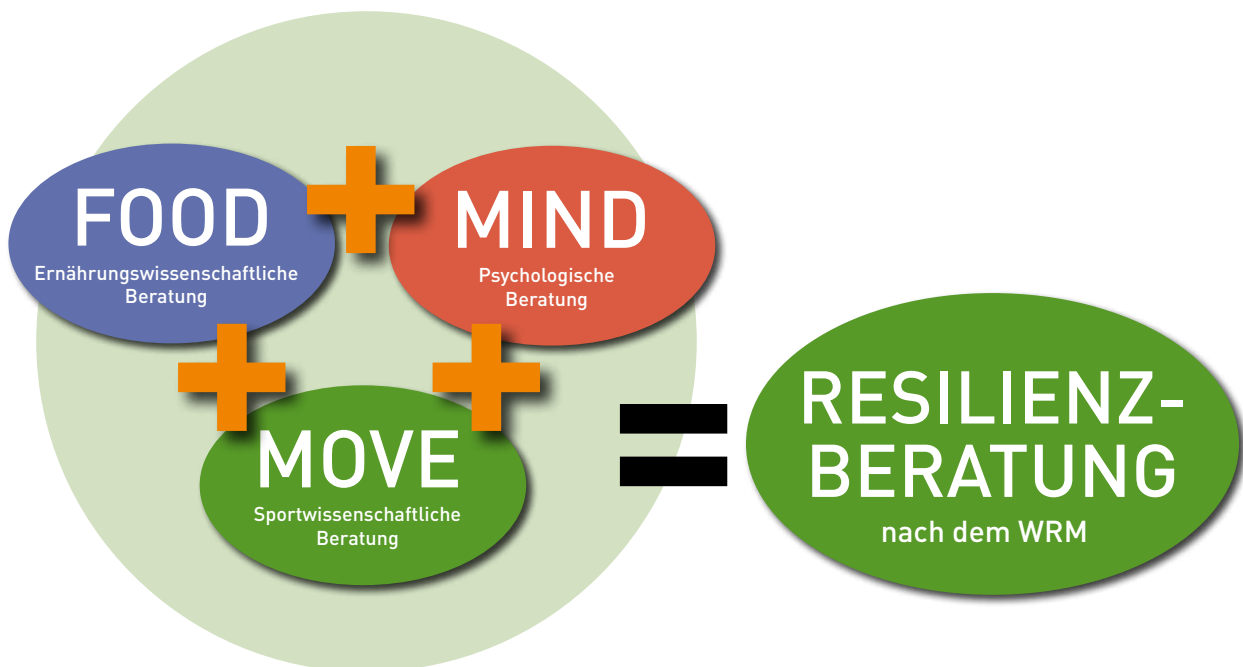 FOOD
Ernährungswissenschaftliche
Beratung
MIND
Psychologische
Beratung
MOVE
Sportwissenschaftliche
Beratung
RESILIENZ-
BERATUNG
nach dem WRM